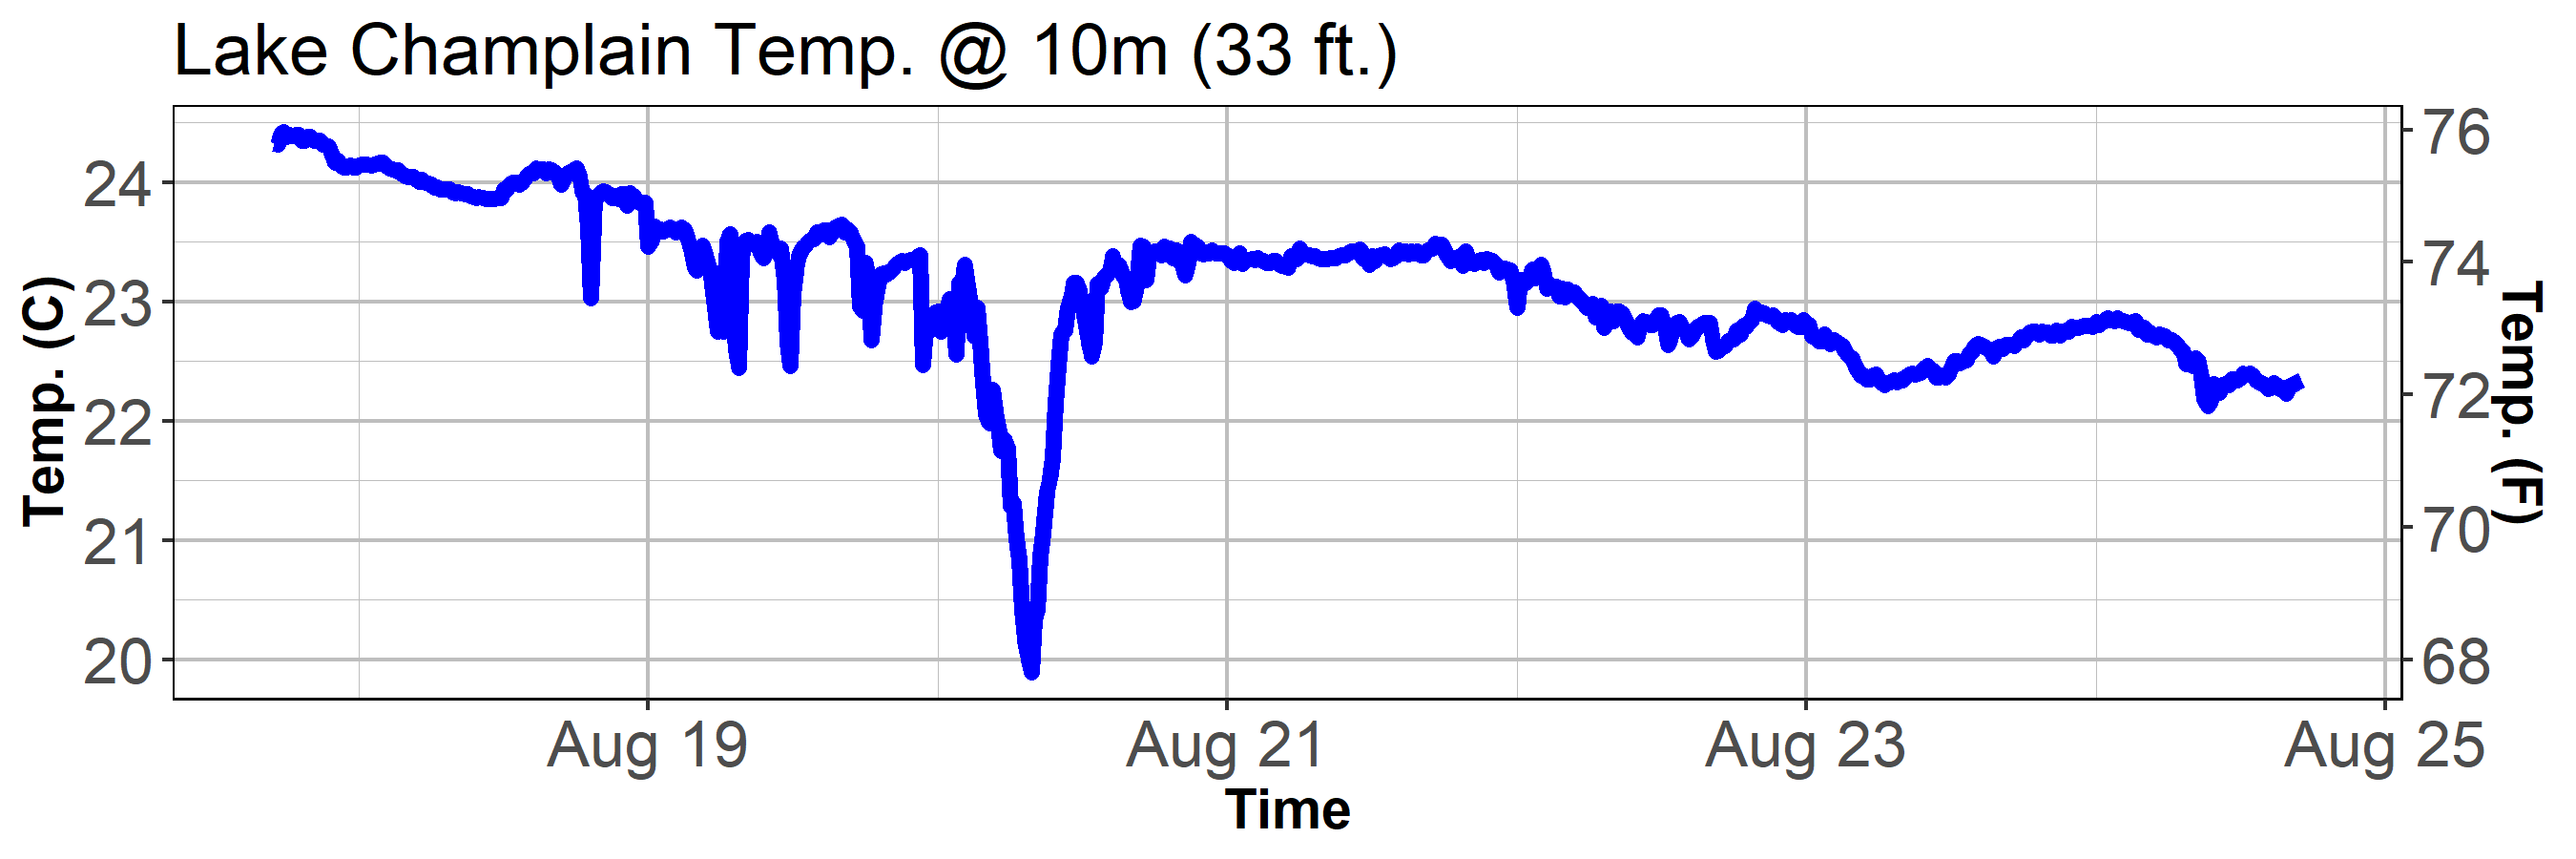 Lake Champlain Temp. @ 10m (33 ft.)
Temp. (C)
24
23
22
21
20
76
74
72
70
68
Temp. (F)
Aug 19
Aug 21
Aug 23
Aug 25
Time